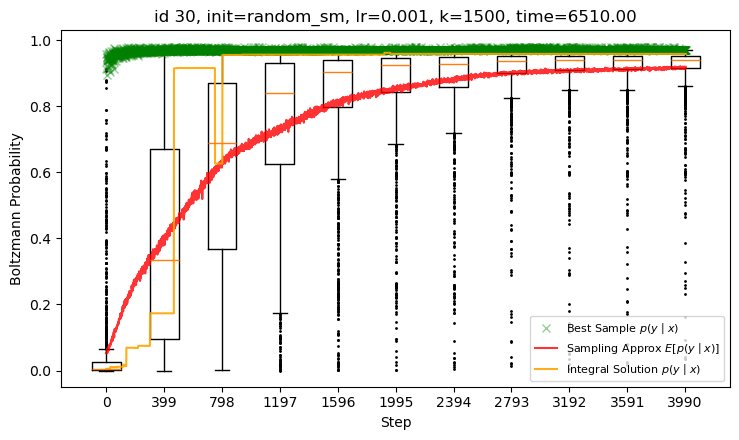 id 30, init=random_sm, lr=0.001, k=1500, time=6510.00
Boltzmann Probability
1.0
0.8
0.6
0.4
0.2
0.0
Best Sample p(y | x)
Sampling Approx E[p(y | x)]
Integral Solution p(y | x)
0 399 798 1197 1596 1995 2394 2793 3192 3591 3990
Step